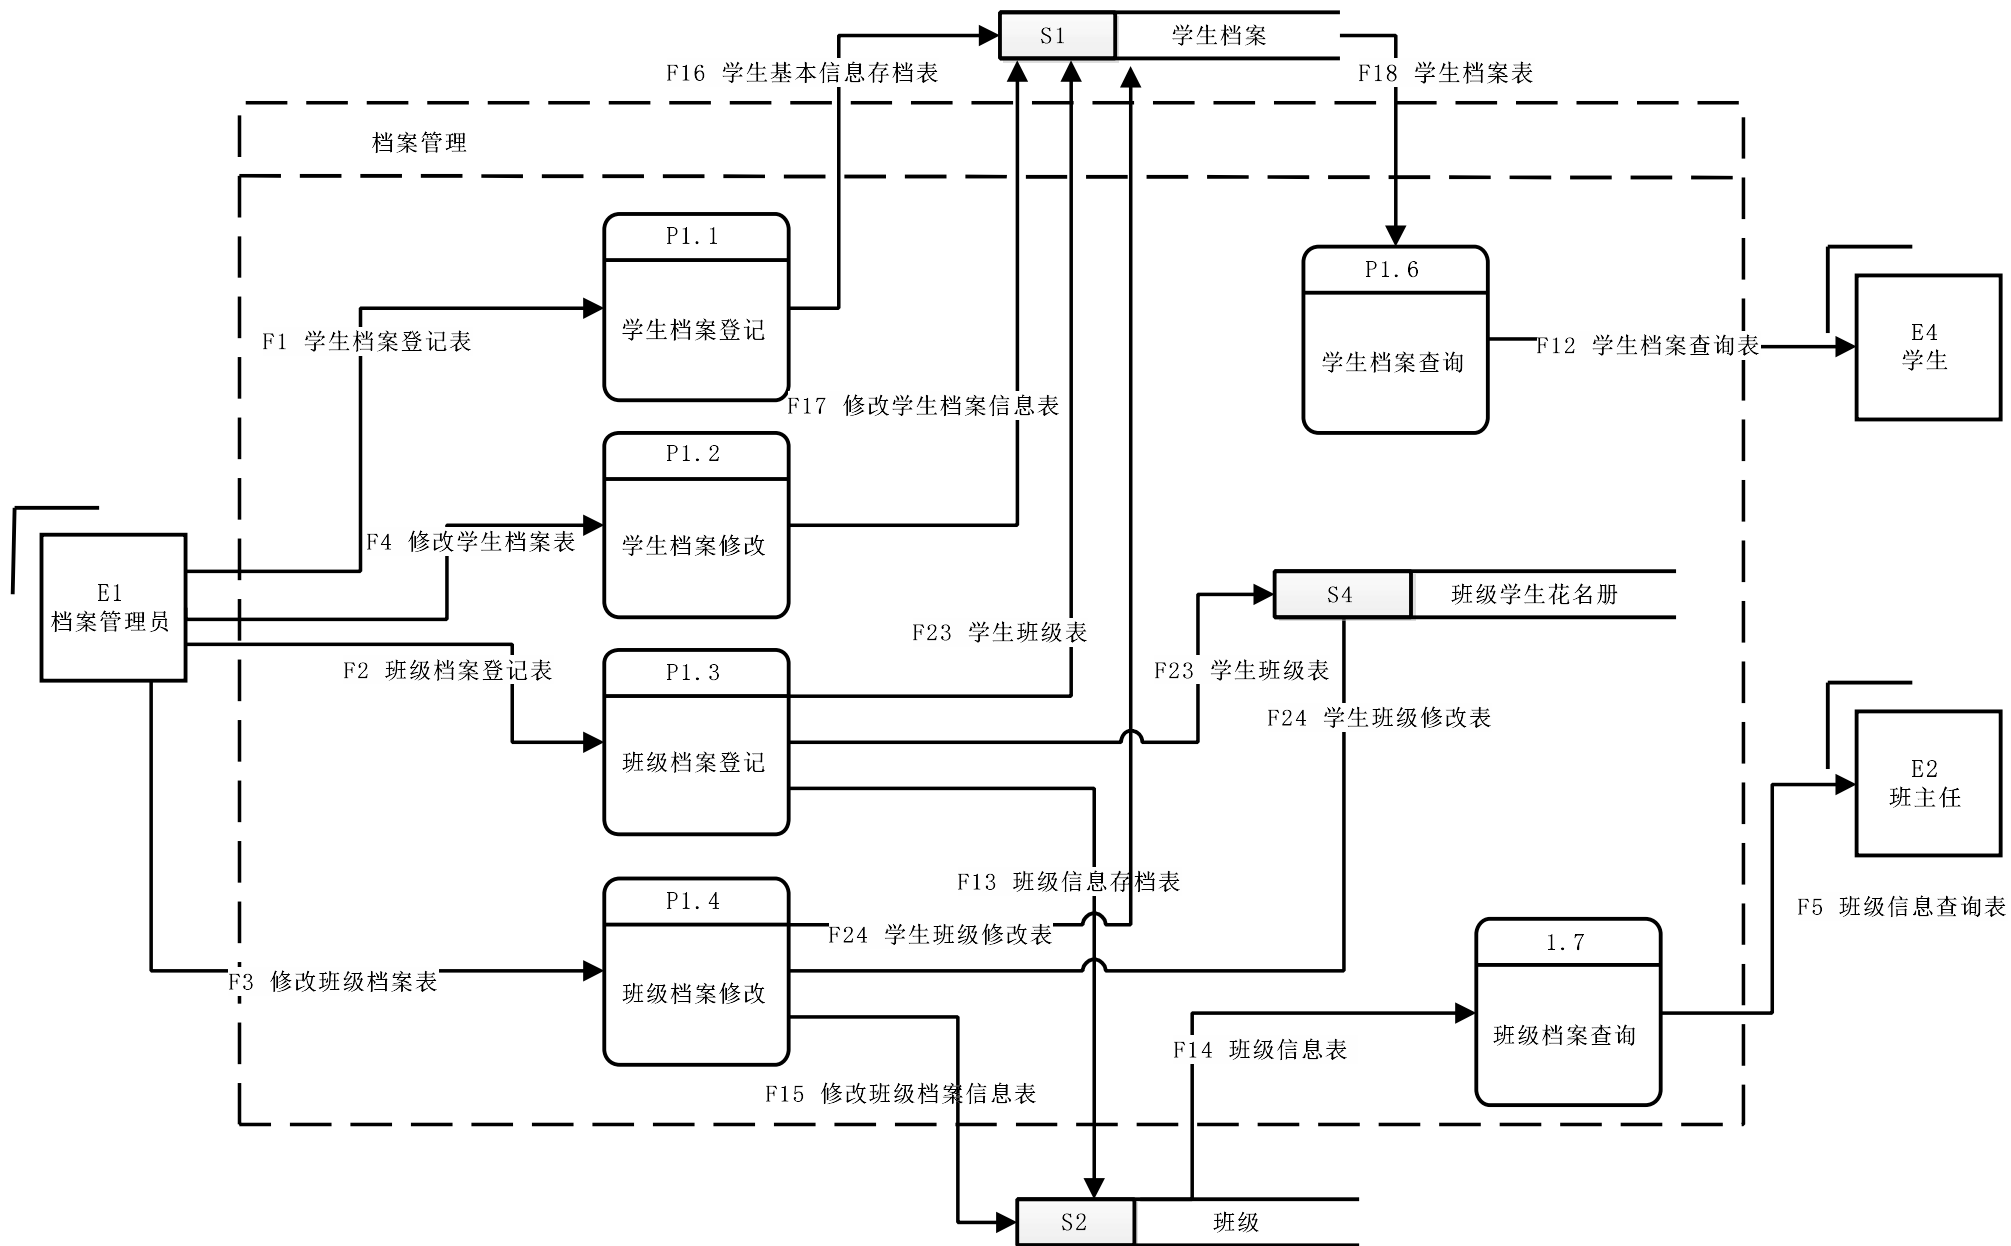 S1
学生档案
F16 学生基本信息存档表
F18 学生档案表
档案管理
P1.1
学生档案登记
P1.6
学生档案查询
F1 学生档案登记表
F12 学生档案查询表
E4
学生
F17 修改学生档案信息表
P1.2
学生档案修改
F4 修改学生档案表
E1
档案管理员
S4
班级学生花名册
F23 学生班级表
F2 班级档案登记表
P1.3
班级档案登记
F23 学生班级表
F24 学生班级修改表
E2
班主任
F13 班级信息存档表
P1.4
班级档案修改
F24 学生班级修改表
F5 班级信息查询表
F3 修改班级档案表
1.7
班级档案查询
F14 班级信息表
F15 修改班级档案信息表
S2
班级